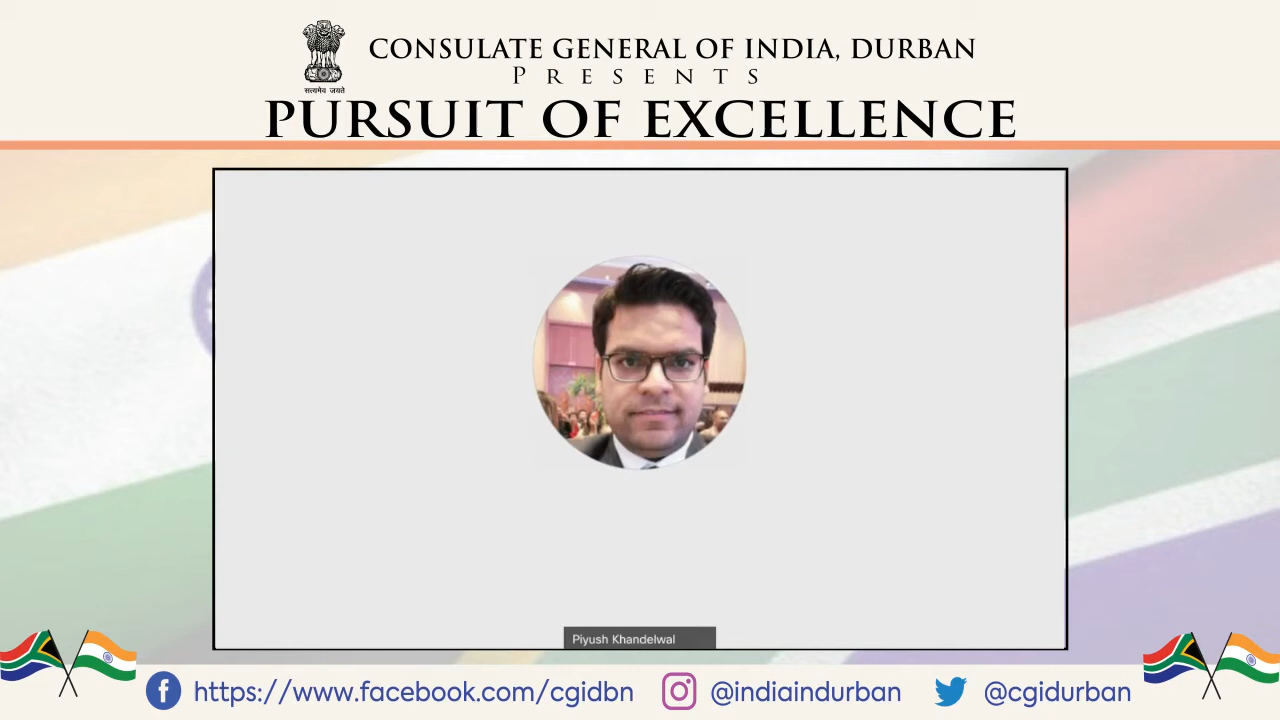 CONSULATE GENERAL OF INDIA, DURBAN
PRESENTS
सत्यमेव जयते
PURSUIT OF EXCELLENCE
Piyush Khandelwal
https://www.facebook.com/cgidbn @indiaindurban @cgidurban